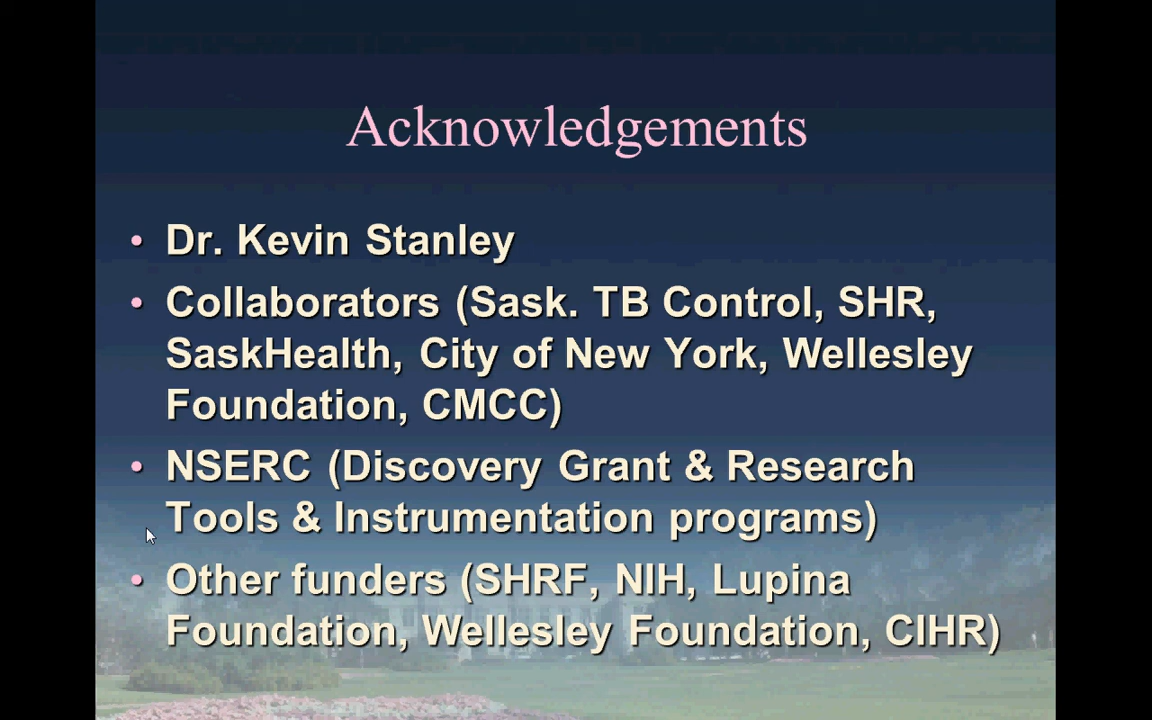 Acknowledgements
• Dr. Kevin Stanley
• Collaborators (Sask. TB Control, SHR,
SaskHealth, City of New York, Wellesley
Foundation, CMCC)
• NSERC (Discovery Grant & Research
Tools & Instrumentation programs)
• Other funders (SHRF, NIH, Lupina
Foundation, Wellesley Foundation, CIHR)